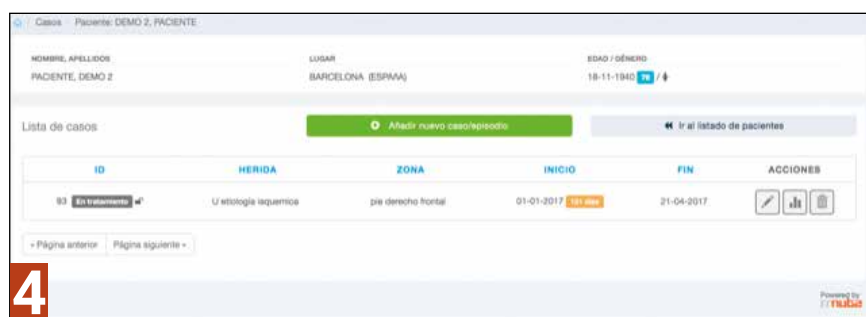 Casos Paciente: DEMO 2, PACIENTE
NOMBRE, APELLIDOS LUGAR EDAD / GÉNERO
PACIENTE, DEMO 2 BARCELONA (ESPAÑA) 18-11-1940 76 /
Lista de casos Añadir nuevo caso/episodio Ir al listado de pacientes
ID HERIDA ZONA INICIO FIN ACCIONES
93 En tratamiento U etiología isquemica pie derecho frontal 01-01-2017 días 21-04-2017
« Página anterior Página siguiente »
4
Powered by
nuba